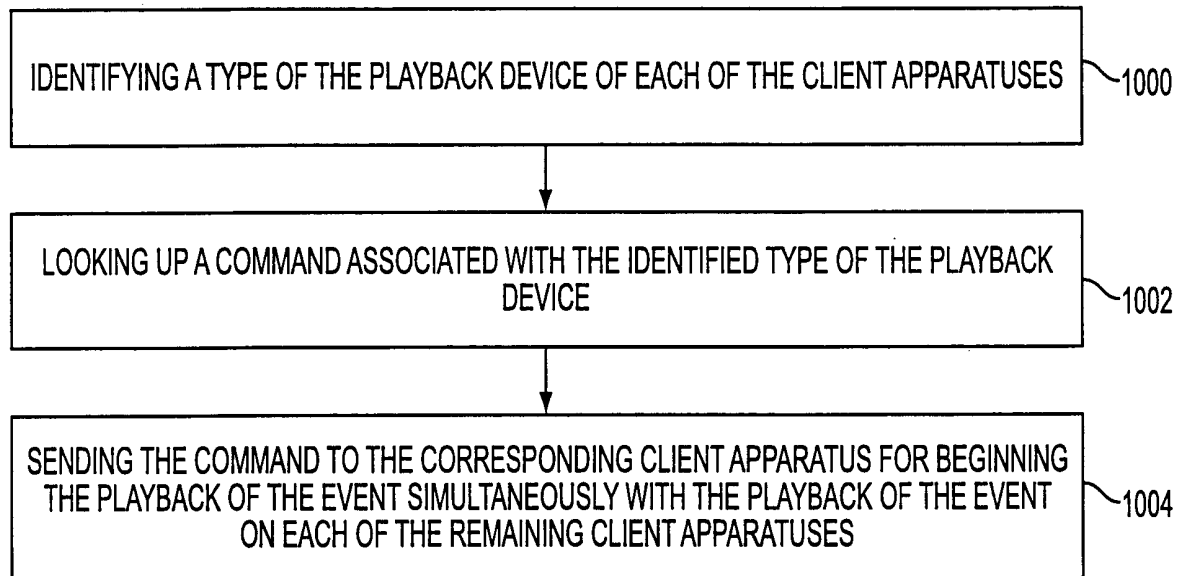 IDENTIFYING A TYPE OF THE PLAYBACK DEVICE OF EACH OF THE CLIENT APPARATUSES
1000
LOOKING UP A COMMAND ASSOCIATED WITH THE IDENTIFIED TYPE OF THE PLAYBACK
DEVICE
1002
SENDING THE COMMAND TO THE CORRESPONDING CLIENT APPARATUS FOR BEGINNING
THE PLAYBACK OF THE EVENT SIMULTANEOUSLY WITH THE PLAYBACK OF THE EVENT
ON EACH OF THE REMAINING CLIENT APPARATUSES
1004